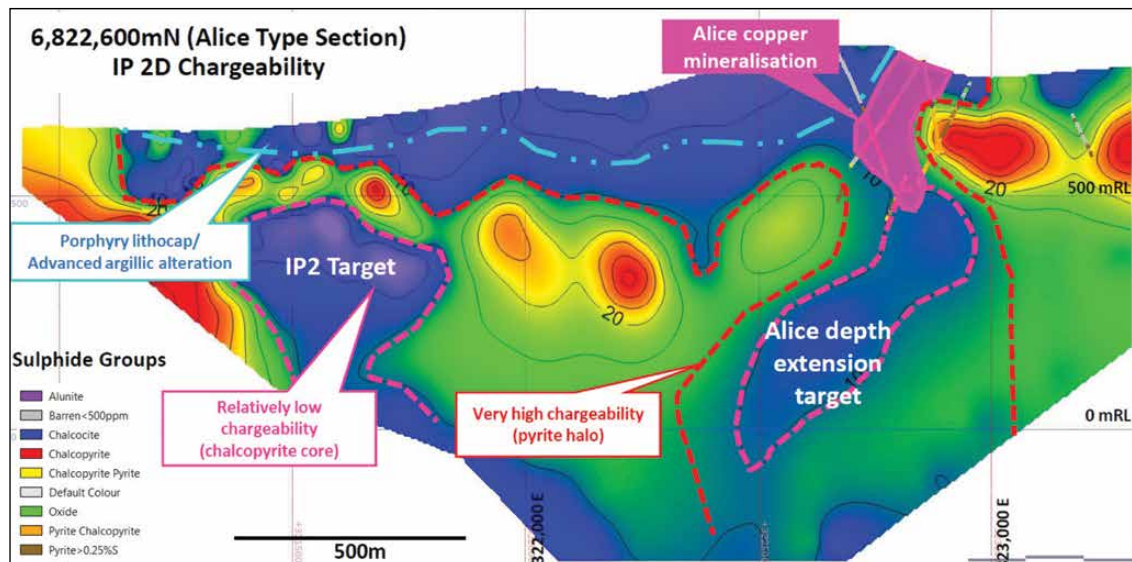 6,822,600mN (Alice Type Section)
IP 2D Chargeability
Alice copper
mineralisation
10
20
500 mRL
500
Porphyry lithocap/
Advanced argillic alteration
IP2 Target
20
Alice depth
extension
target
Sulphide Groups
Alunite
Barren<500ppm
Chalcocite
Chalcopyrite
Chalcopyrite Pyrite
Default Colour
Oxide
Pyrite Chalcopyrite
Pyrite>0.25%S
Relatively low
chargeability
(chalcopyrite core)
Very high chargeability
(pyrite halo)
0 mRL
500m
322,000 E
323,000 E